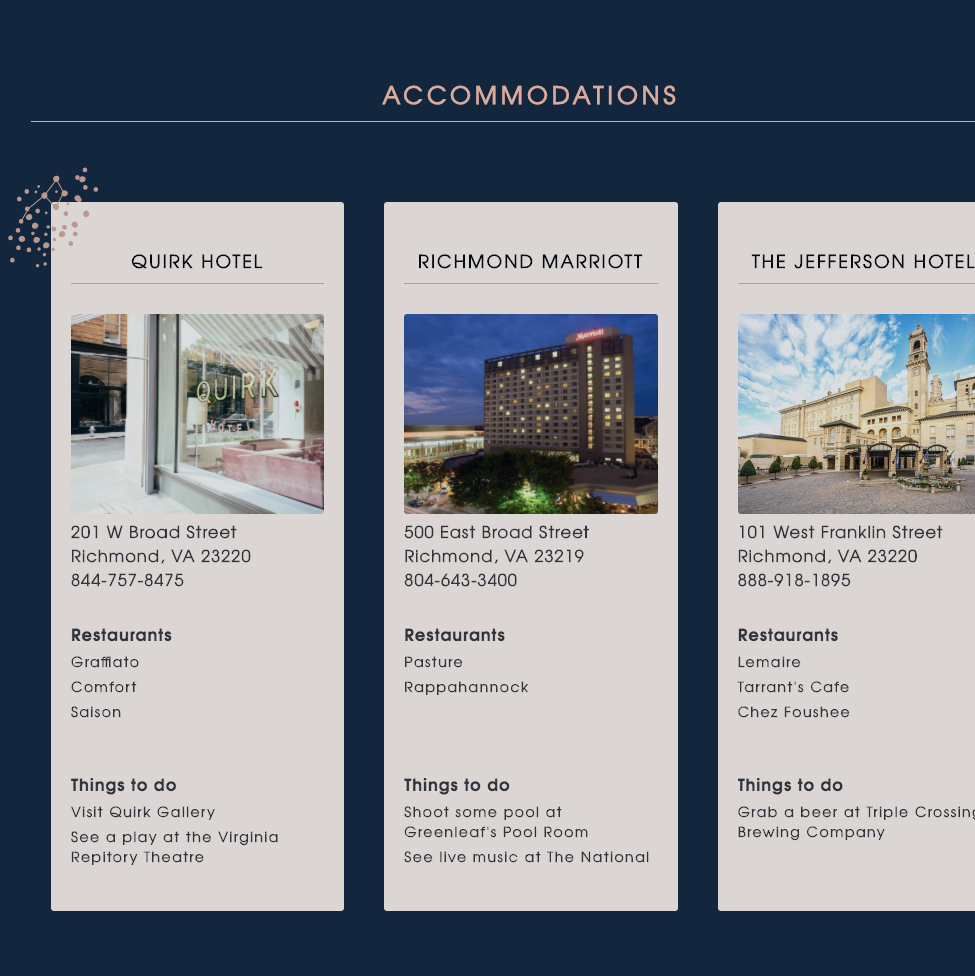 ACCOMMODATIONS
QUIRK HOTEL
QUIRK
HOTEL
201 W Broad Street
Richmond, VA 23220
844-757-8475
Restaurants
Graffiato
Comfort
Saison
Things to do
Visit Quirk Gallery
See a play at the Virginia
Repitory Theatre
RICHMOND MARRIOTT
Marriott
500 East Broad Street
Richmond, VA 23219
804-643-3400
Restaurants
Pasture
Rappahannock
Things to do
Shoot some pool at
Greenleaf's Pool Room
See live music at The National
THE JEFFERSON HOTEL
101 West Franklin Street
Richmond, VA 23220
888-918-1895
Restaurants
Lemaire
Tarrant's Cafe
Chez Foushee
Things to do
Grab a beer at Triple Crossing
Brewing Company